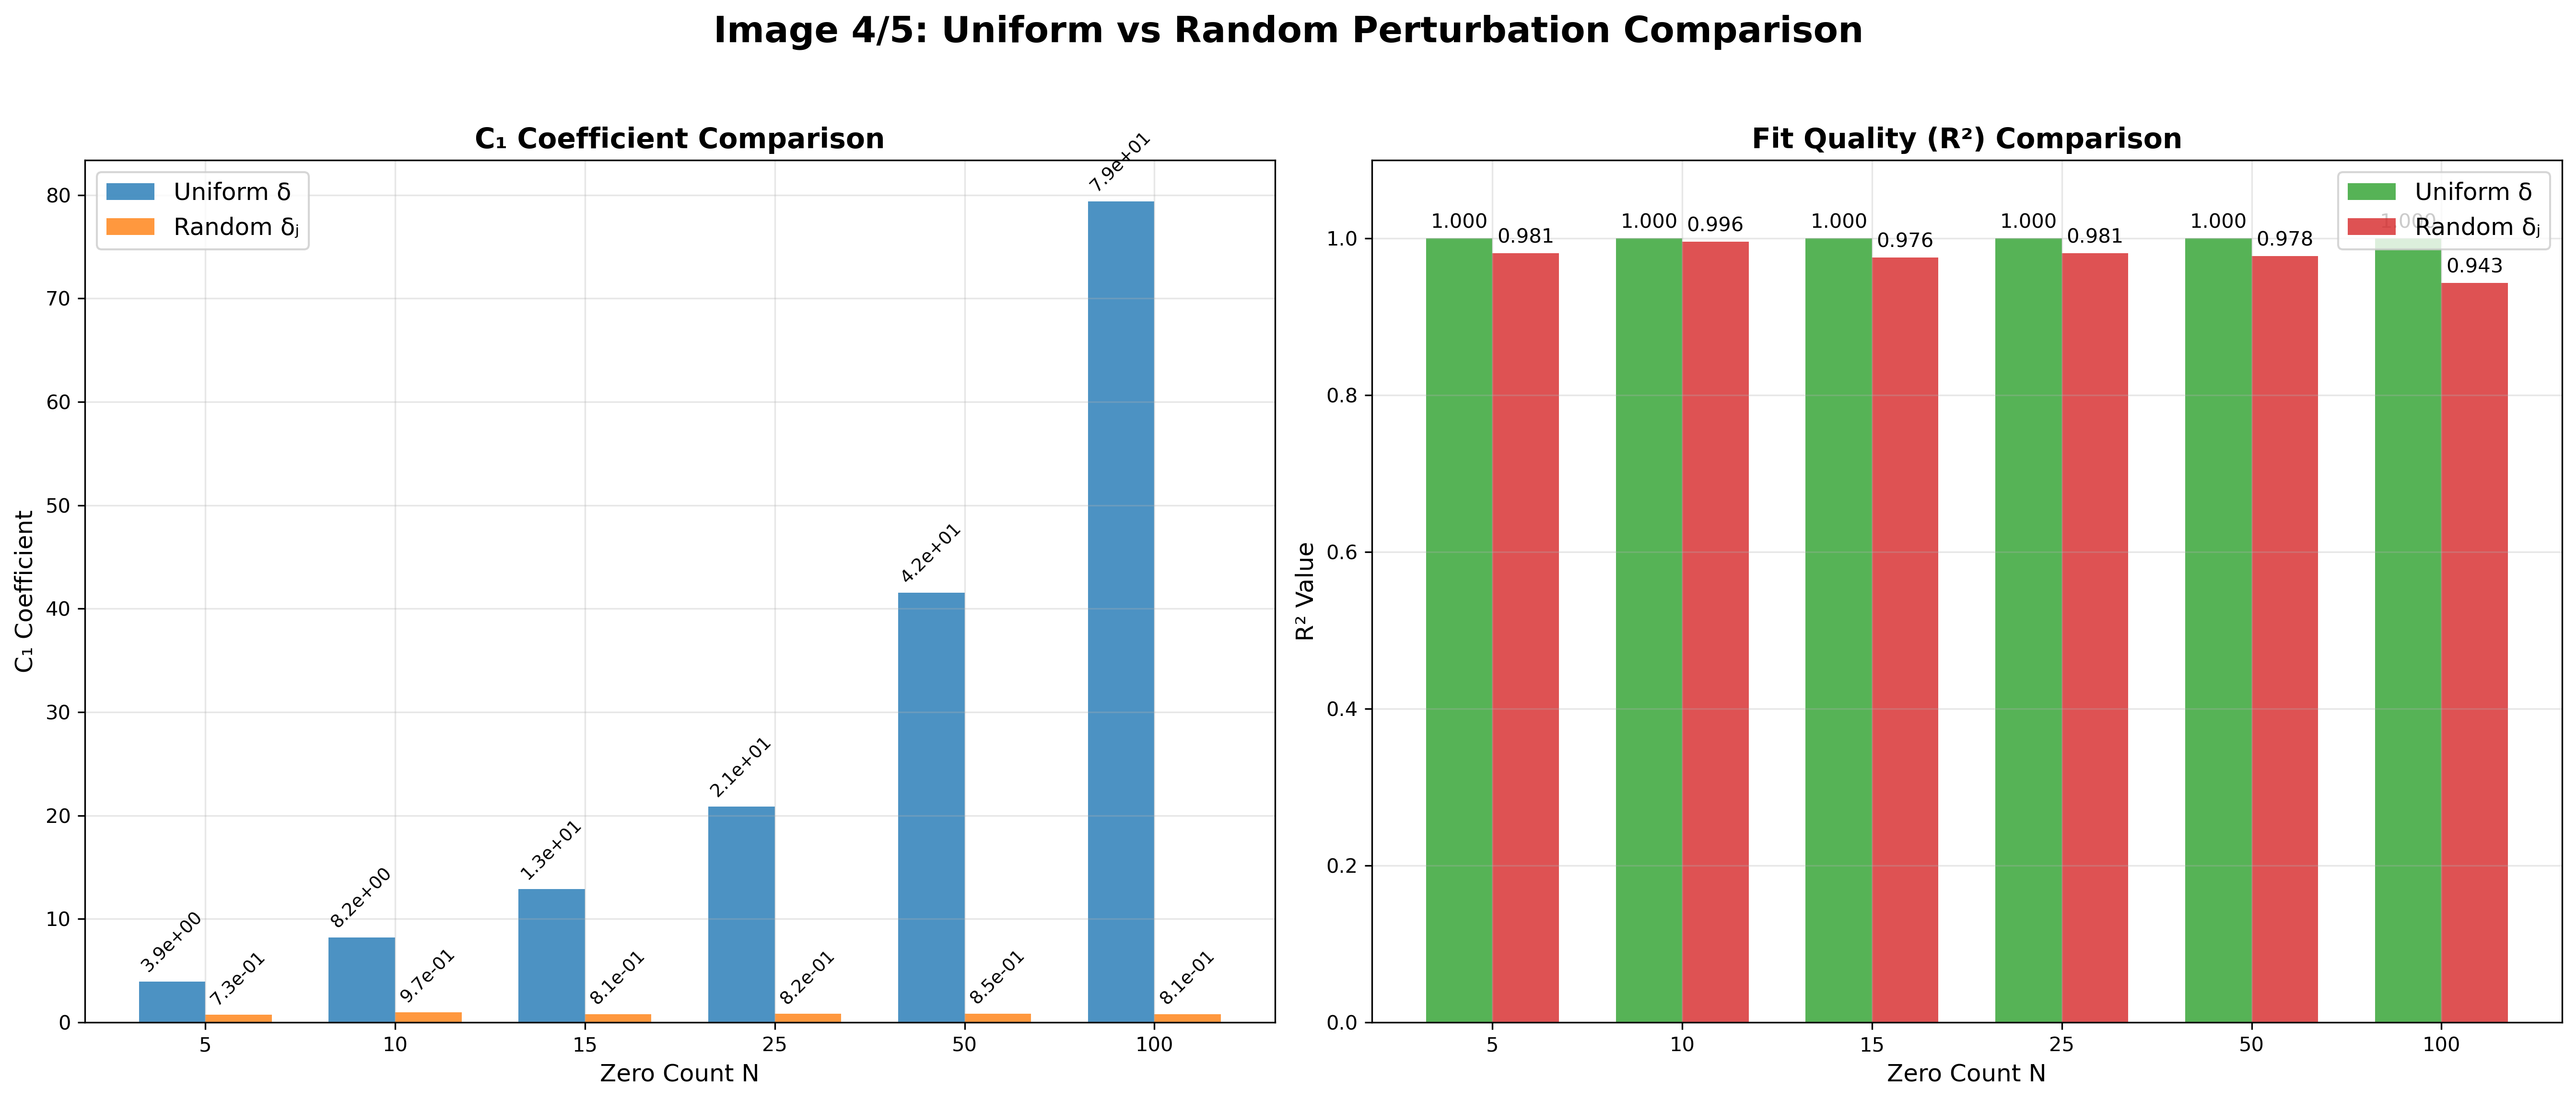 Image 4/5: Uniform vs Random Perturbation Comparison
C₁ Coefficient Comparison
Uniform δ
Random δⱼ
C₁ Coefficient
80
70
60
50
40
30
20
10
0
3.9e+00
7.3e-01
8.2e+00
9.7e-01
1.3e+01
8.1e-01
2.1e+01
8.2e-01
4.2e+01
8.5e-01
7.9e+01
8.1e-01
5 10 15 25 50 100
Zero Count N
Fit Quality (R²) Comparison
Uniform δ
Random δⱼ
R² Value
1.0
0.8
0.6
0.4
0.2
0.0
1.000 0.981
1.000 0.996
1.000 0.976
1.000 0.981
1.000 0.978
1.000 0.943
5 10 15 25 50 100
Zero Count N